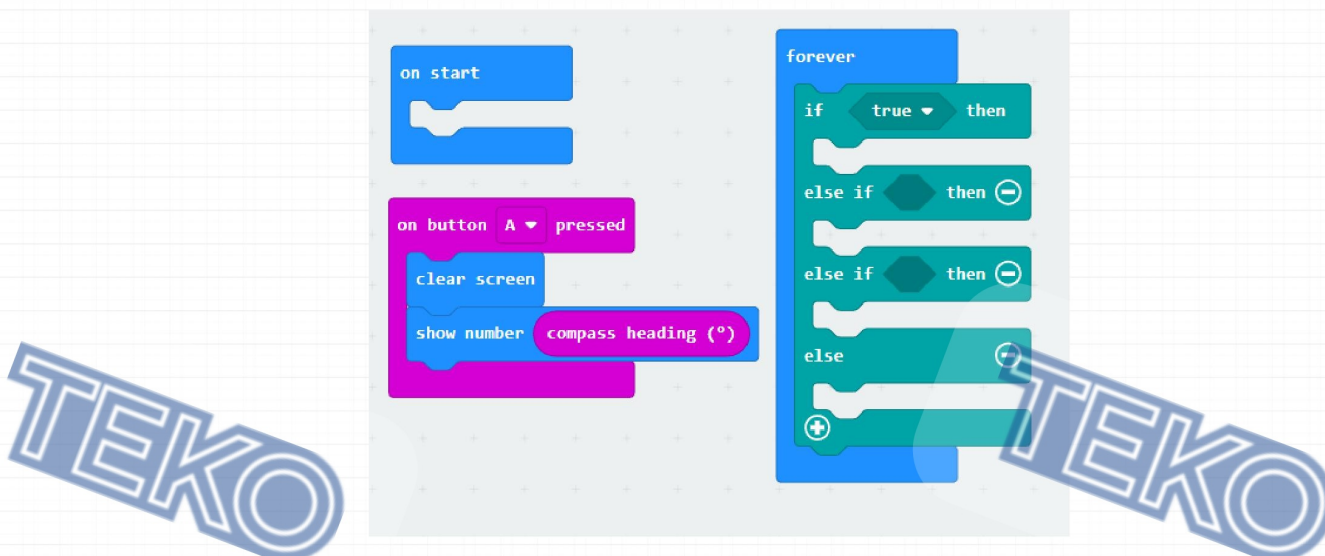 on start
on button A pressed
clear screen
show number compass heading (°)
forever
if true then
else if then
else if then
else
TEKO
TEKO